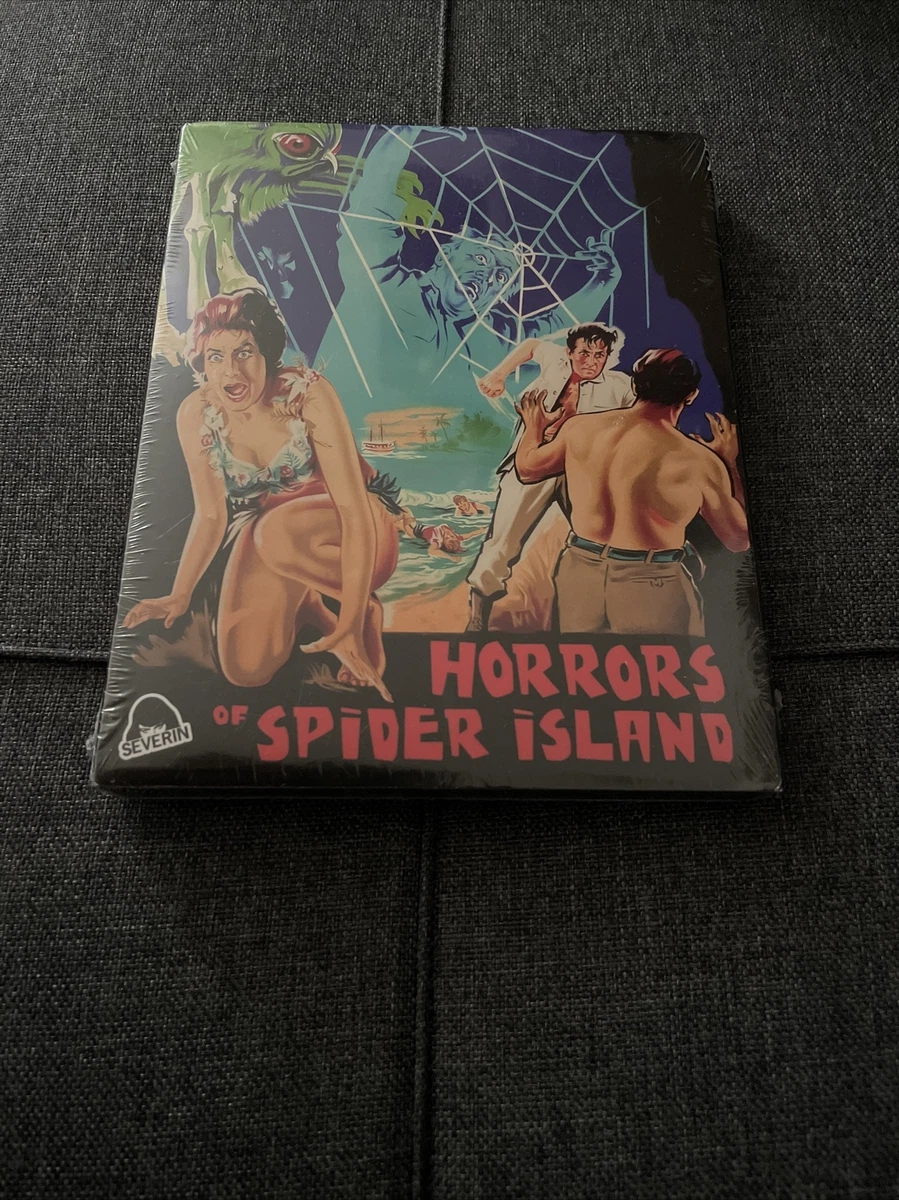 HORRORS
OF SPiDER iSLAND
SEVERIN